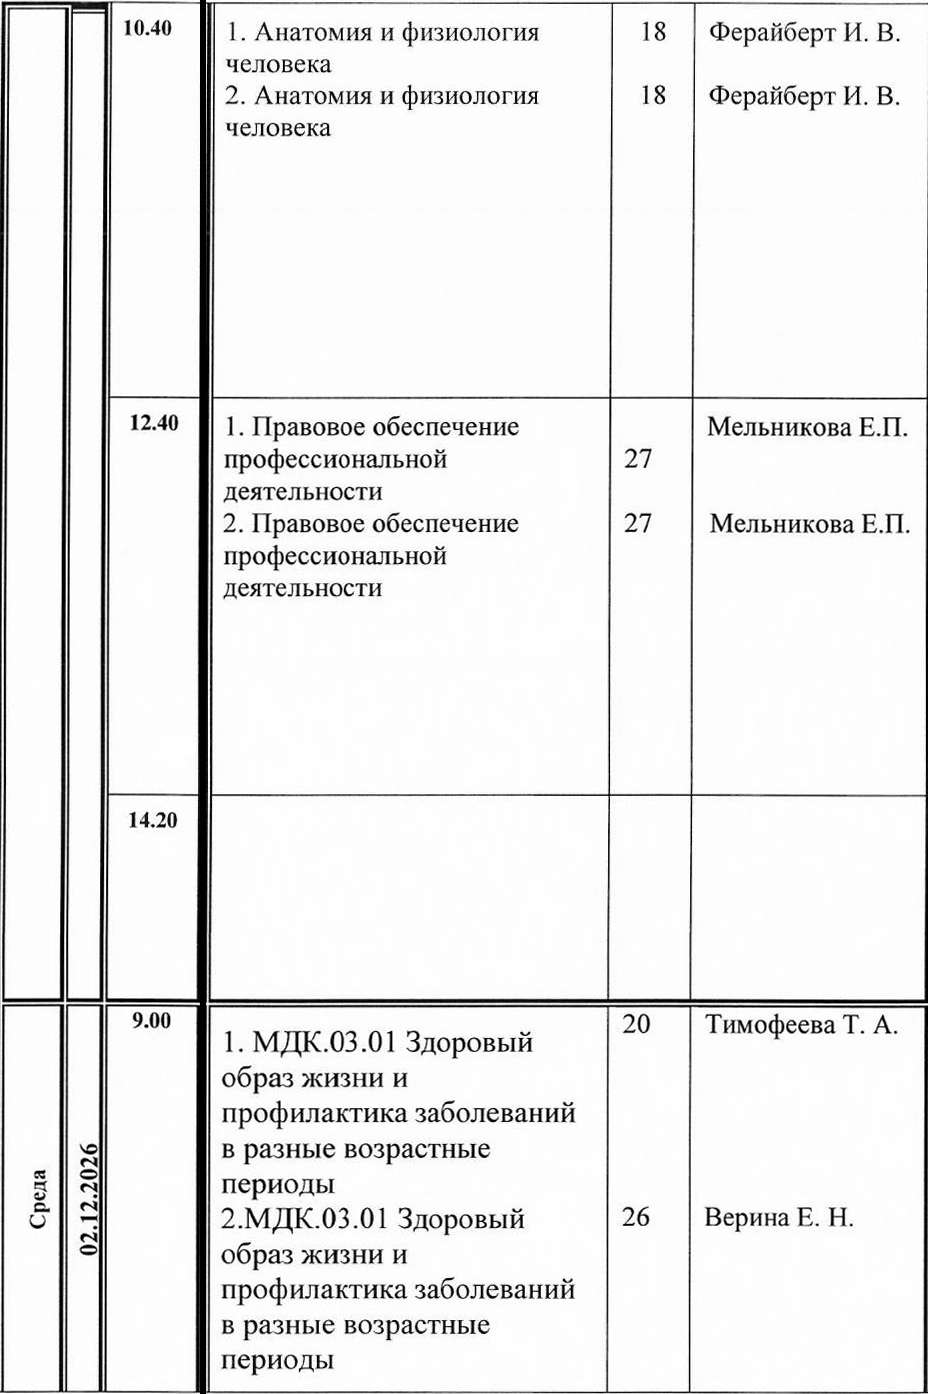 10.40
1. Анатомия и физиология
человека
2. Анатомия и физиология
человека
18
18
Ферайберт И. В.
Ферайберт И. В.
12.40
1. Правовое обеспечение
профессиональной
деятельности
2. Правовое обеспечение
профессиональной
деятельности
27
27
Мельникова Е.П.
Мельникова Е.П.
14.20
Среда
02.12.2026
9.00
1. МДК.03.01 Здоровый
образ жизни и
профилактика заболеваний
в разные возрастные
периоды
2.МДК.03.01 Здоровый
образ жизни и
профилактика заболеваний
в разные возрастные
периоды
20
26
Тимофеева Т. А.
Верина Е. Н.